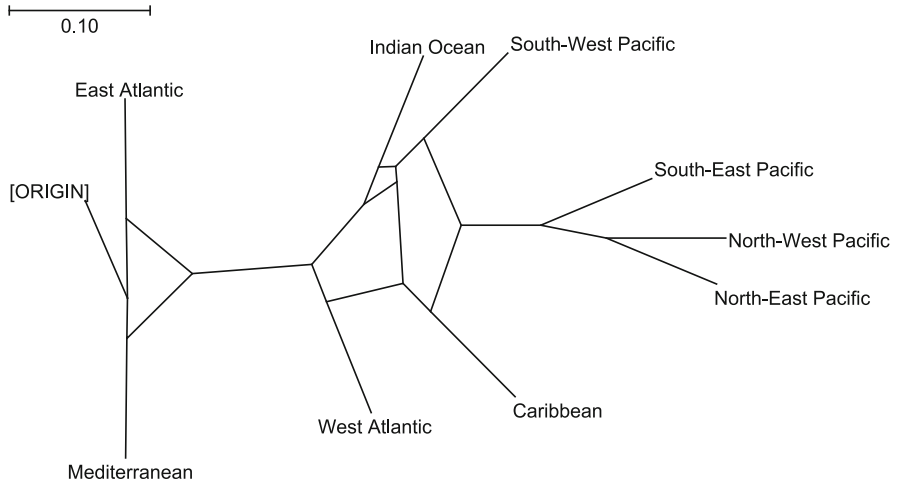 0.10
Indian Ocean
South-West Pacific
East Atlantic
South-East Pacific
[ORIGIN]
North-West Pacific
North-East Pacific
Caribbean
West Atlantic
Mediterranean